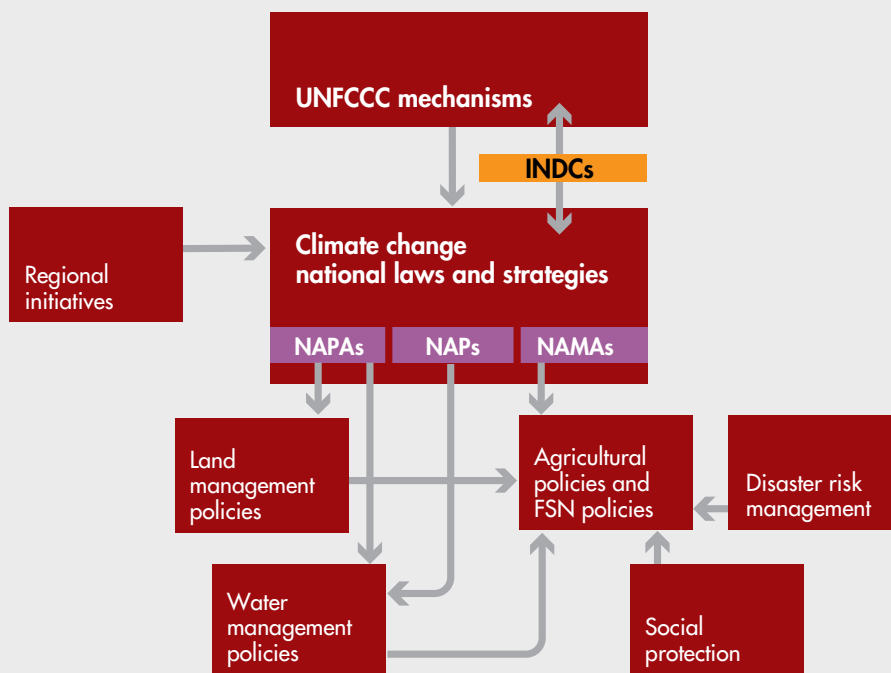 UNFCCC mechanisms
INDCs
Climate change
national laws and strategies
Regional
initiatives
NAPAs
NAPs
NAMAs
Land
management
policies
Agricultural
policies and
FSN policies
Disaster risk
management
Water
management
policies
Social
protection